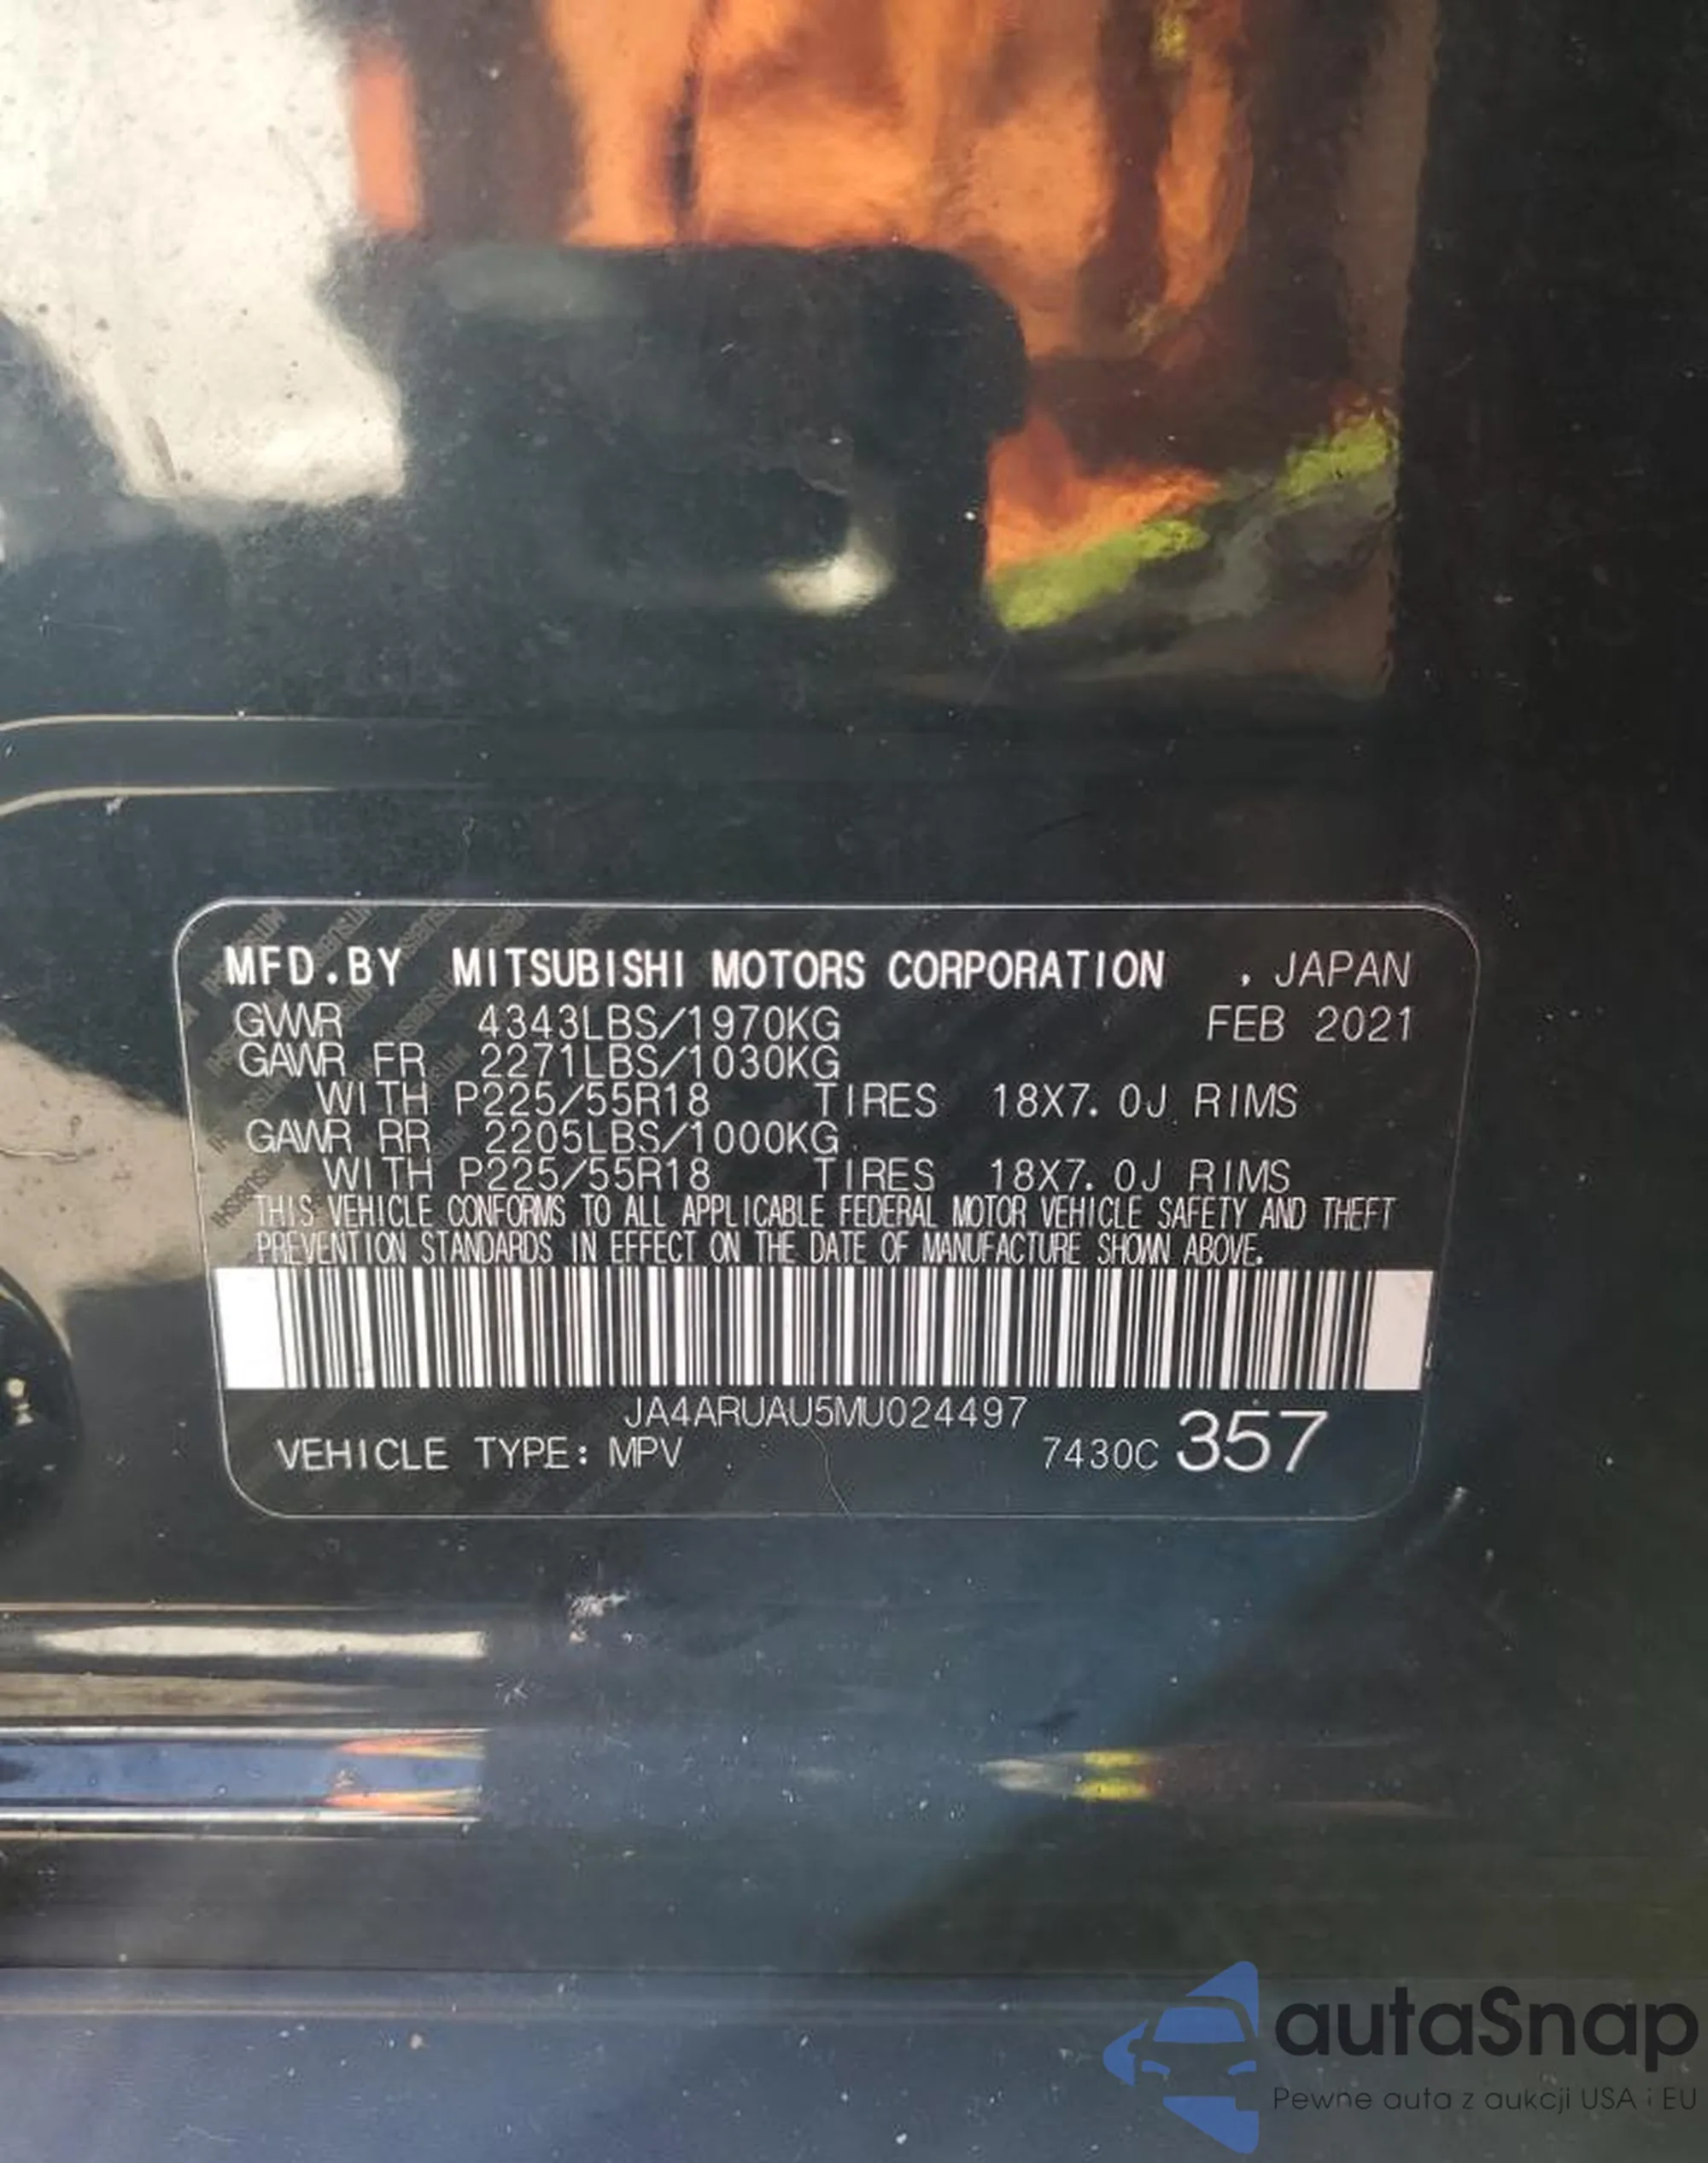 MFD.BY MITSUBISHI MOTORS CORPORATION , JAPAN
GVWR 4343LBS/1970KG FEB 2021
GAWR FR 2271LBS/1030KG
WITH P225/55R18 TIRES 18X7.0J RIMS
GAWR RR 2205LBS/1000KG
WITH P225/55R18 TIRES 18X7.0J RIMS
THIS VEHICLE CONFORMS TO ALL APPLICABLE FEDERAL MOTOR VEHICLE SAFETY AND THEFT
PREVENTION STANDARDS IN EFFECT ON THE DATE OF MANUFACTURE SHOWN ABOVE.
JA4ARUAU5MU024497
VEHICLE TYPE: MPV 7430C 357
autaSnap
Pewne auta z aukcji USA i EU